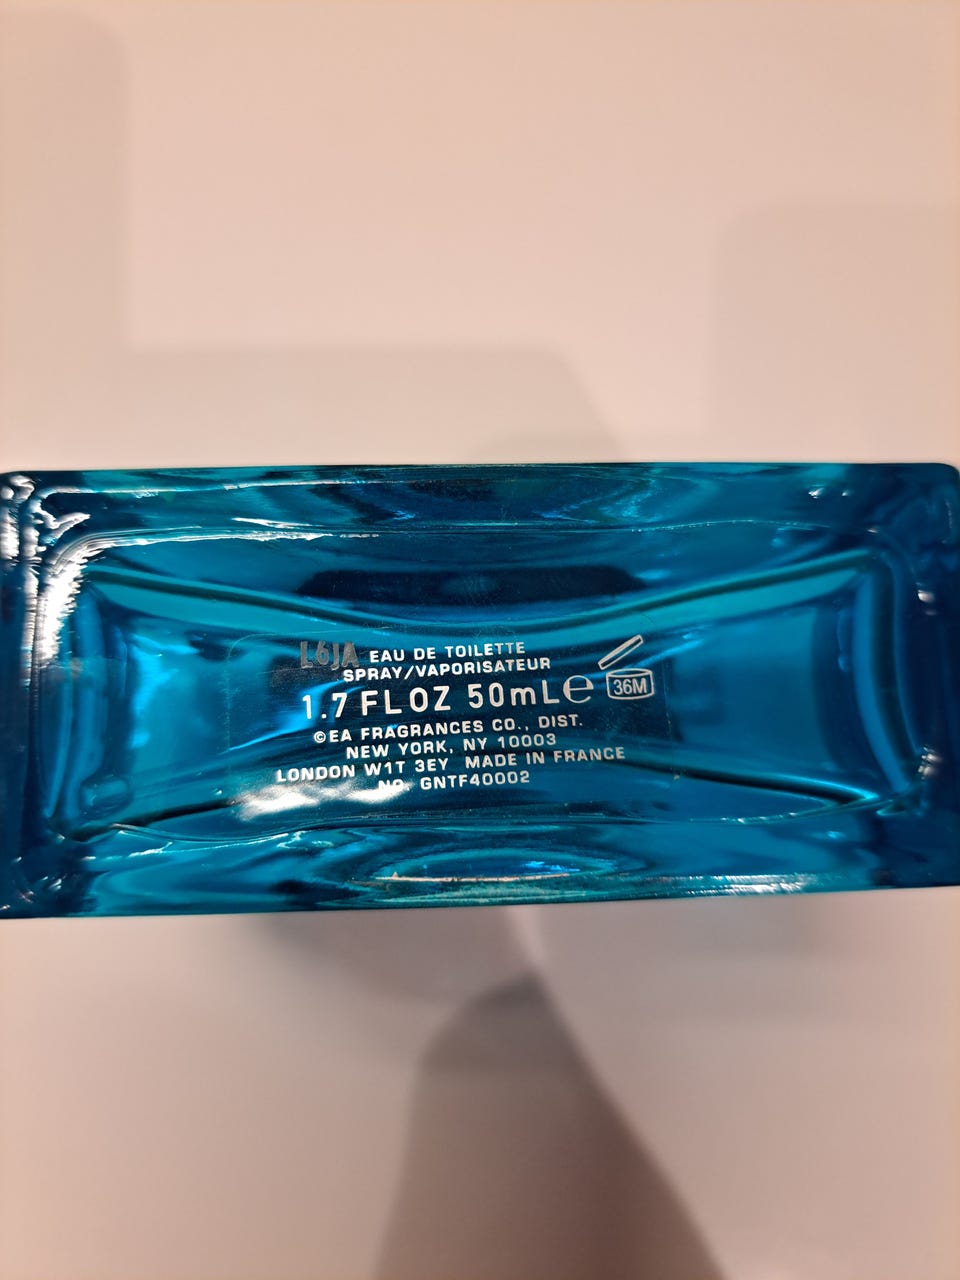 L6JA EAU DE TOILETTE
SPRAY/VAPORISATEUR
1.7 FL OZ 50mL ℮
36M
©EA FRAGRANCES CO., DIST.
NEW YORK, NY 10003
LONDON W1T 3EY MADE IN FRANCE
NO. GNTF40002